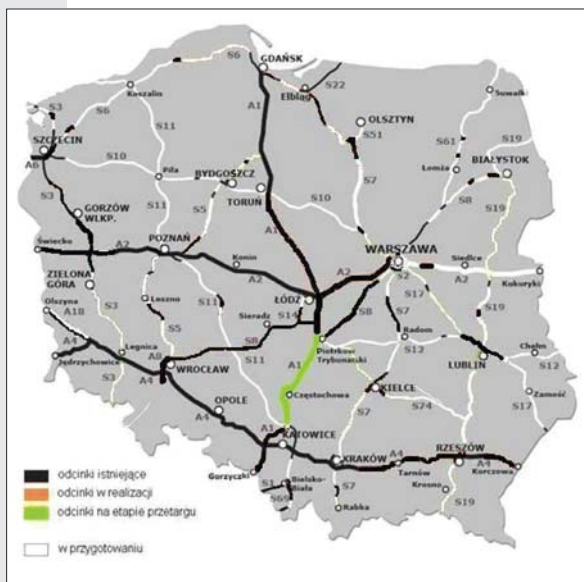 GDAŃSK
S6
S22
Elbląg
Suwałki
Koszalin
A1
S3
S6
S11
OLSZTYN
S51
S61
SZCZECIN
A6
S10
Piła
BYDGOSZCZ
S7
Łomża
S19
BIAŁYSTOK
S3
TORUŃ
S10
S8
S19
GORZÓW
WLKP.
S11
S5
A1
Świecko
A2
POZNAŃ
Konin
WARSZAWA
Siedlce
A2
A2
S2
A2
Kukuryki
ZIELONA
GÓRA
ŁÓDŹ
S17
Olszyna
Leszno
S11
Sieradz
S14
S8
S7
S19
A18
S3
S5
S8
Radom
A4
Legnica
A8
S11
Piotrków
Trybunalski
S12
LUBLIN
Chełm
Jędrzychowice
A4
WROCŁAW
A1
S12
S3
OPOLE
Częstochowa
KIELCE
Zamość
A4
S7
S74
S17
A1
KATOWICE
KRAKÓW
A4
RZESZÓW
A4
Gorzyczki
Tarnów
Korczowa
S1
Bielsko-
Biała
S7
Krosno
S69
Rabka
S19
odcinki istniejące
odcinki w realizacji
odcinki na etapie przetargu
w przygotowaniu